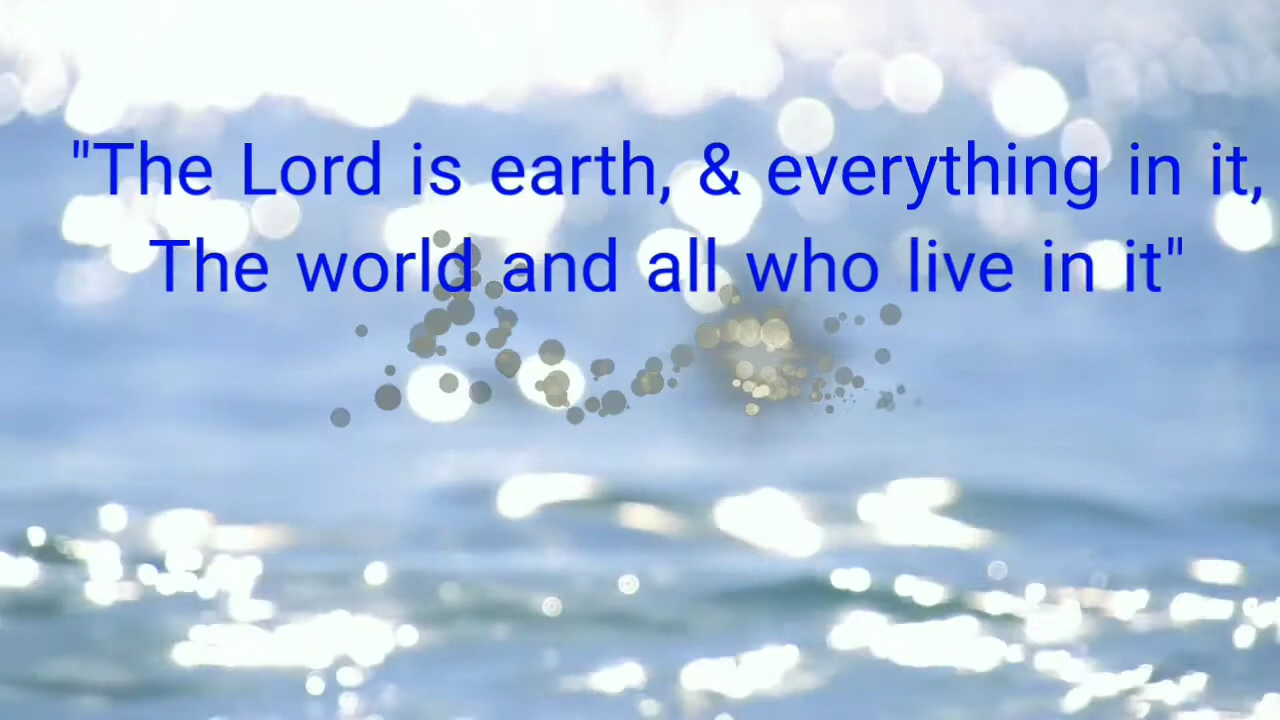 "The Lord is earth, & everything in it,
The world and all who live in it"